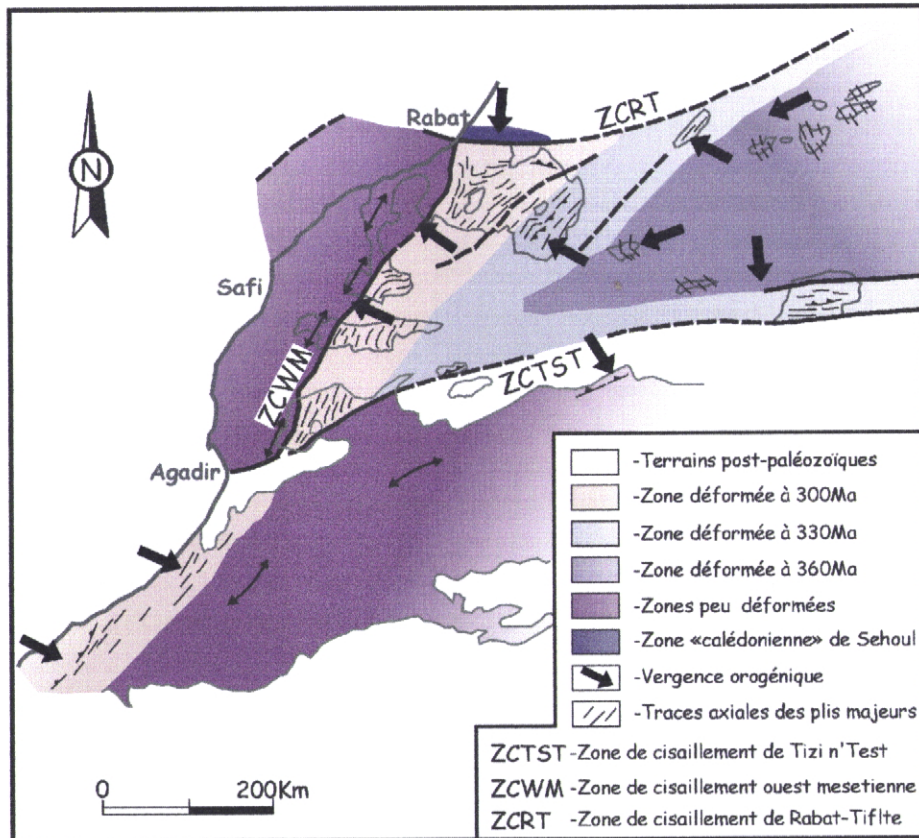 Rabat
ZCRT
N
Safi
ZCWM
ZCTST
Agadir
-Terrains post-paléozoïques
-Zone déformée à 300Ma
-Zone déformée à 330Ma
-Zone déformée à 360Ma
-Zones peu déformées
-Zone «calédonienne» de Sehoul
-Vergence orogénique
-Traces axiales des plis majeurs
ZCTST -Zone de cisaillement de Tizi n'Test
ZCWM -Zone de cisaillement ouest mesetienne
ZCRT -Zone de cisaillement de Rabat-Tiflte
0 200Km